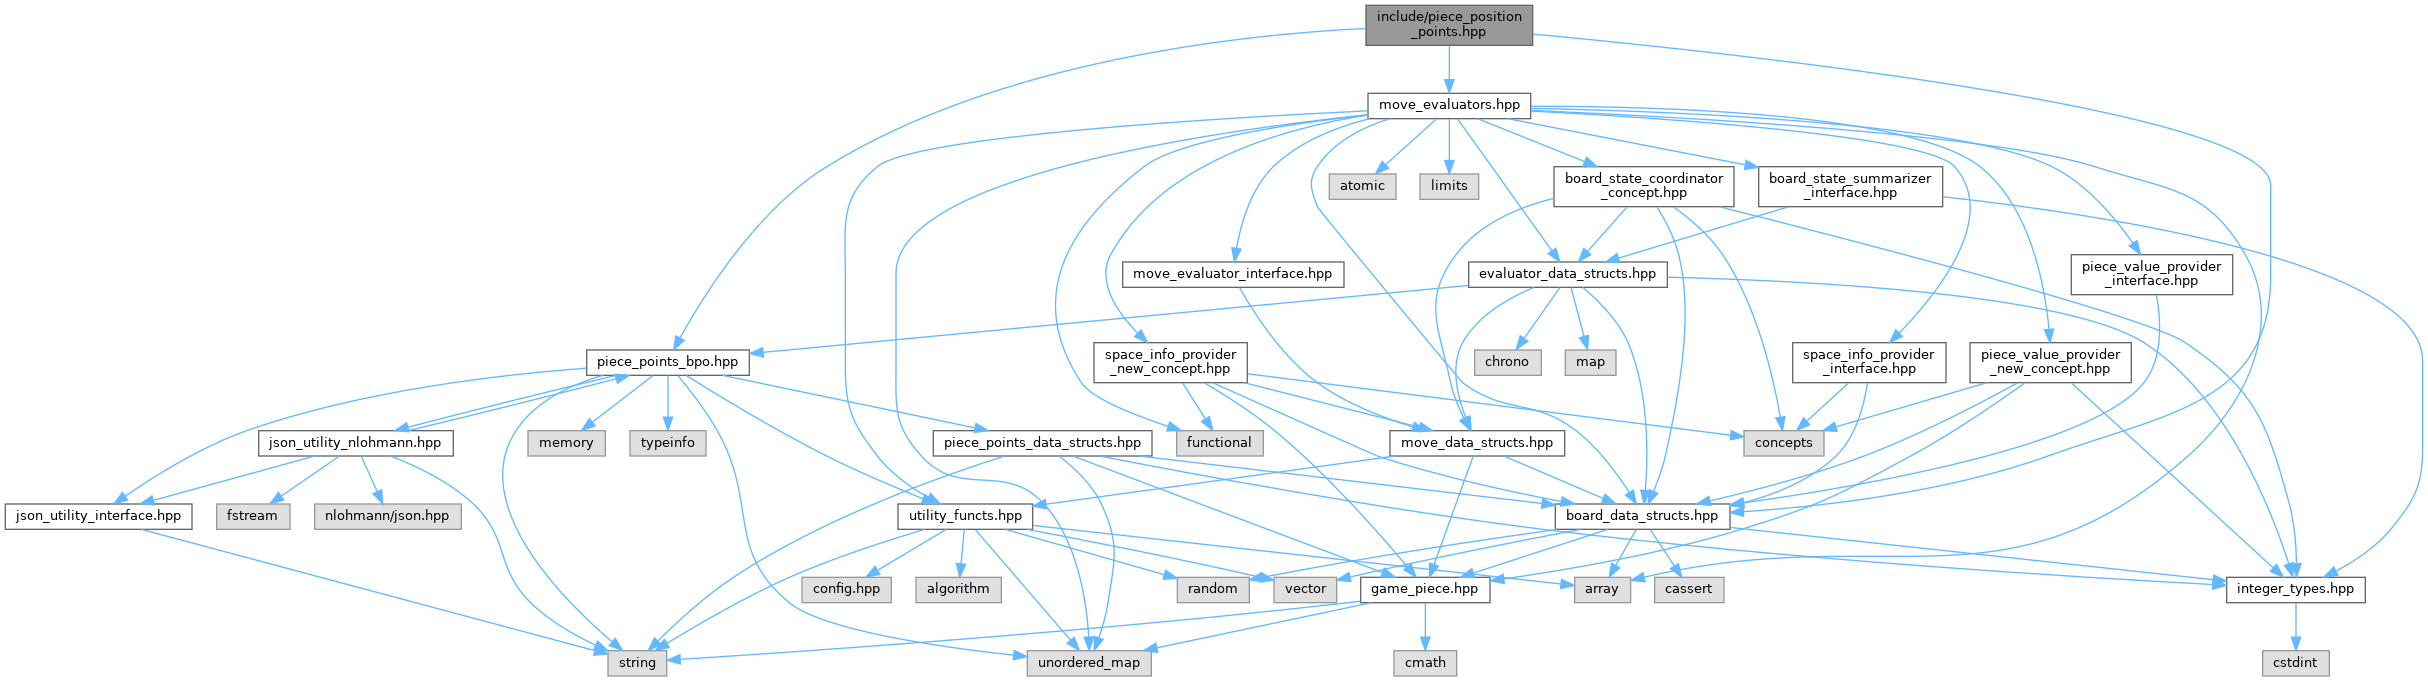 include/piece_position
_points.hpp
move_evaluators.hpp
atomic
limits
board_state_coordinator
_concept.hpp
board_state_summarizer
_interface.hpp
move_evaluator_interface.hpp
evaluator_data_structs.hpp
piece_value_provider
_interface.hpp
piece_points_bpo.hpp
space_info_provider
_new_concept.hpp
chrono
map
space_info_provider
_interface.hpp
piece_value_provider
_new_concept.hpp
json_utility_nlohmann.hpp
memory
typeinfo
piece_points_data_structs.hpp
functional
move_data_structs.hpp
concepts
json_utility_interface.hpp
fstream
nlohmann/json.hpp
utility_functs.hpp
board_data_structs.hpp
config.hpp
algorithm
random
vector
game_piece.hpp
array
cassert
integer_types.hpp
string
unordered_map
cmath
cstdint